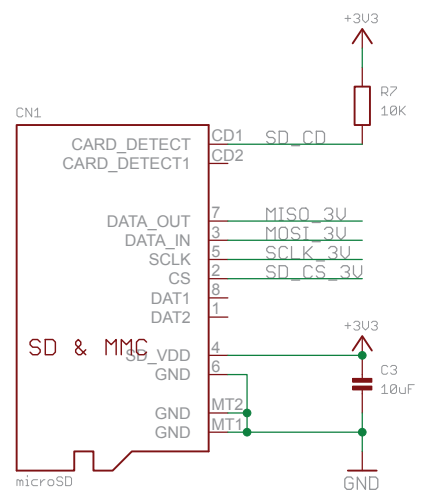 +3V3
R7
10K
CN1
CARD_DETECT CD1 SD_CD
CARD_DETECT1 CD2
DATA_OUT 7 MISO_3V
DATA_IN 3 MOSI_3V
SCLK 5 SCLK_3V
CS 2 SD_CS_3V
DAT1 8
DAT2 1
+3V3
SD & MMC
SD_VDD 4
GND 6
C3
10uF
GND MT2
GND MT1
microSD
GND